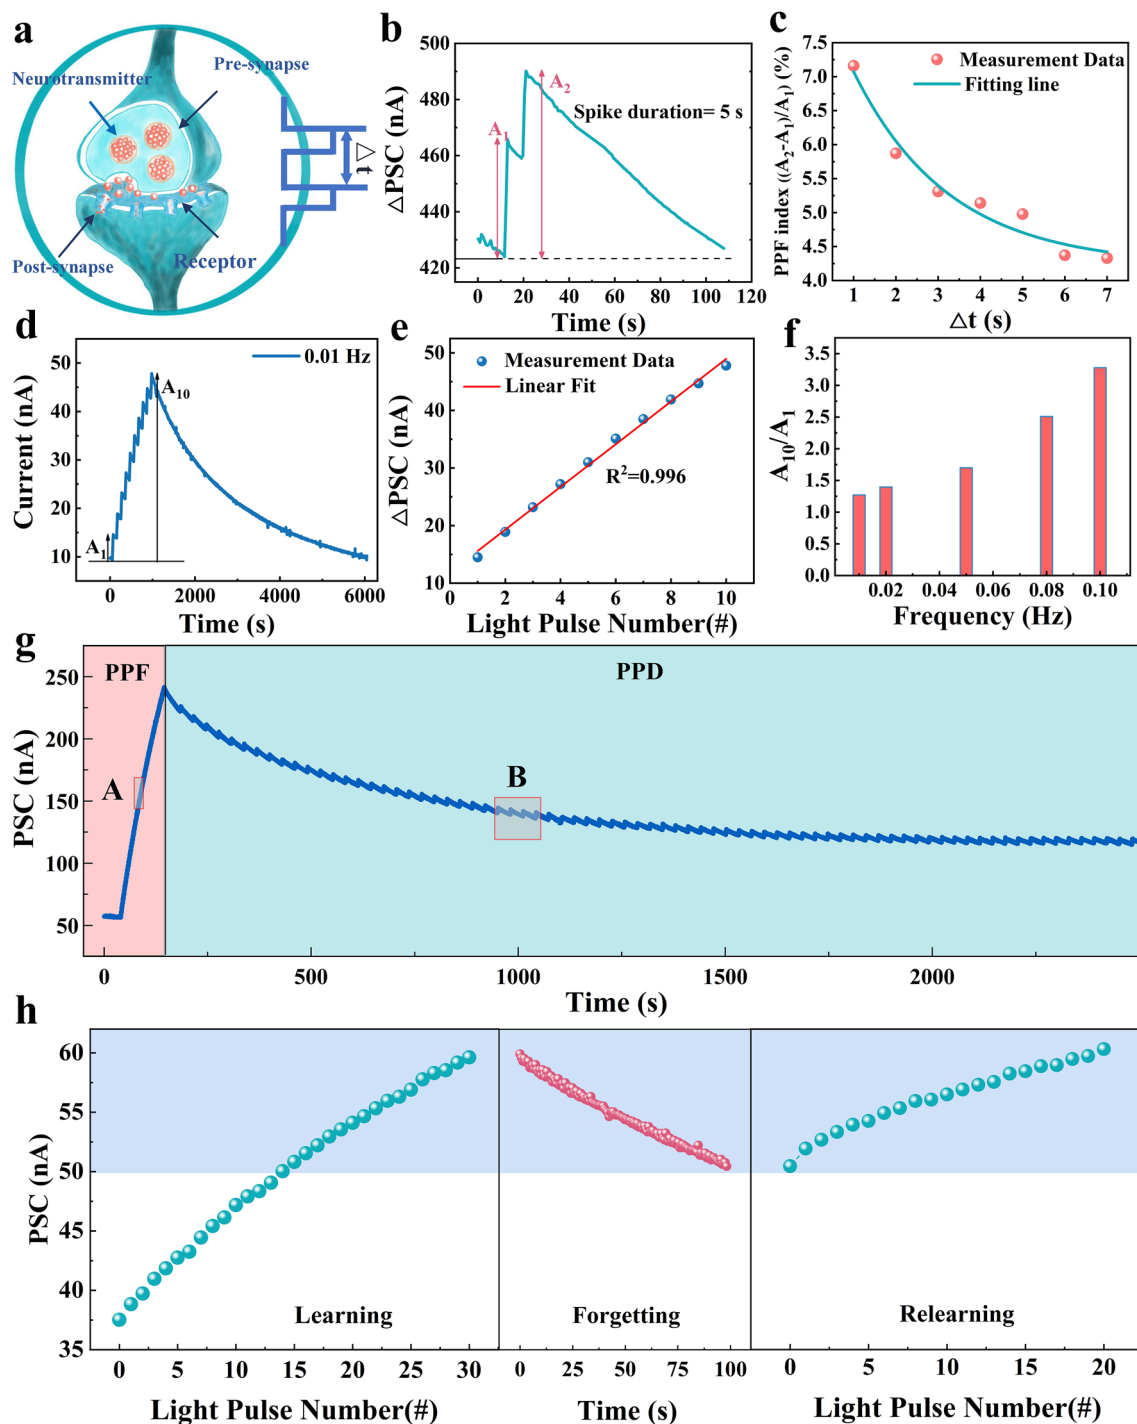 a
Neurotransmitter
Pre-synapse
Post-synapse
Receptor
△t
b
△PSC (nA)
500
480
460
440
420
A1
A2
Spike duration= 5 s
0 20 40 60 80 100 120
Time (s)
c
PPF index ((A2-A1)/A1) (%)
7.5
7.0
6.5
6.0
5.5
5.0
4.5
4.0
Measurement Data
Fitting line
1 2 3 4 5 6 7
△t (s)
d
Current (nA)
50
40
30
20
10
0.01 Hz
A10
A1
0 2000 4000 6000
Time (s)
e
△PSC (nA)
50
40
30
20
10
Measurement Data
Linear Fit
R2=0.996
0 2 4 6 8 10
Light Pulse Number(#)
f
A10/A1
3.5
3.0
2.5
2.0
1.5
1.0
0.5
0.0
0.02 0.04 0.06 0.08 0.10
Frequency (Hz)
g
PSC (nA)
250
200
150
100
50
PPF
PPD
A
B
0 500 1000 1500 2000
Time (s)
h
PSC (nA)
60
55
50
45
40
35
Learning
Forgetting
Relearning
0 5 10 15 20 25 30
0 25 50 75 100
0 5 10 15 20
Light Pulse Number(#)
Time (s)
Light Pulse Number(#)